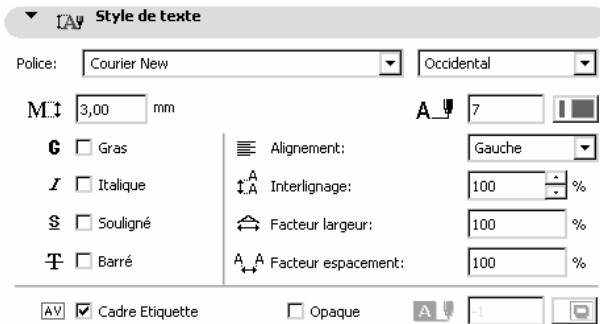 Style de texte
Police: Courier New Occidental
M 3,00 mm A 7
G Gras Alignement: Gauche
I Italique Interlignage: 100 %
S Souligné Facteur largeur: 100 %
T Barré Facteur espacement: 100 %
AV Cadre Etiquette Opaque A -1